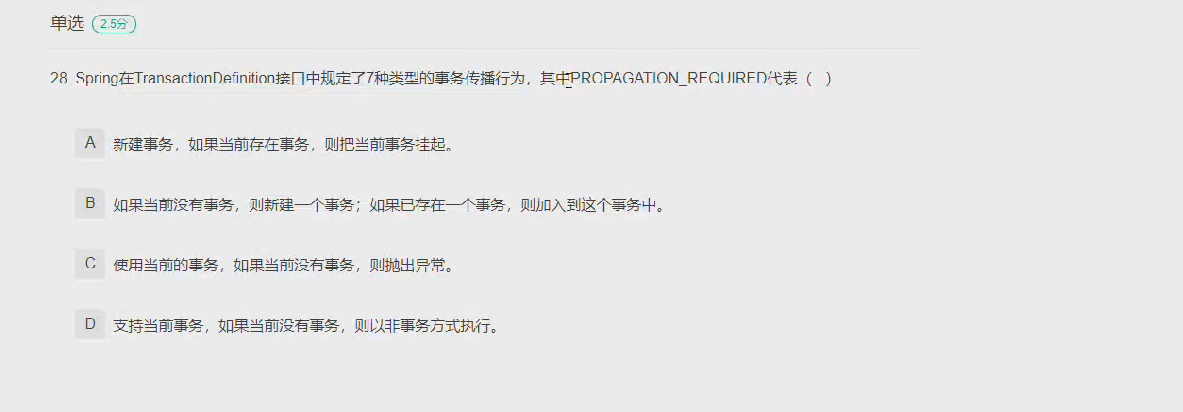 单选 2.5分
28 Spring在TransactionDefinition接口中规定了7种类型的事务传播行为，其中PROPAGATION_REQUIRED代表（ ）
A 新建事务，如果当前存在事务，则把当前事务挂起。
B 如果当前没有事务，则新建一个事务；如果已存在一个事务，则加入到这个事务中。
C 使用当前的事务，如果当前没有事务，则抛出异常。
D 支持当前事务，如果当前没有事务，则以非事务方式执行。